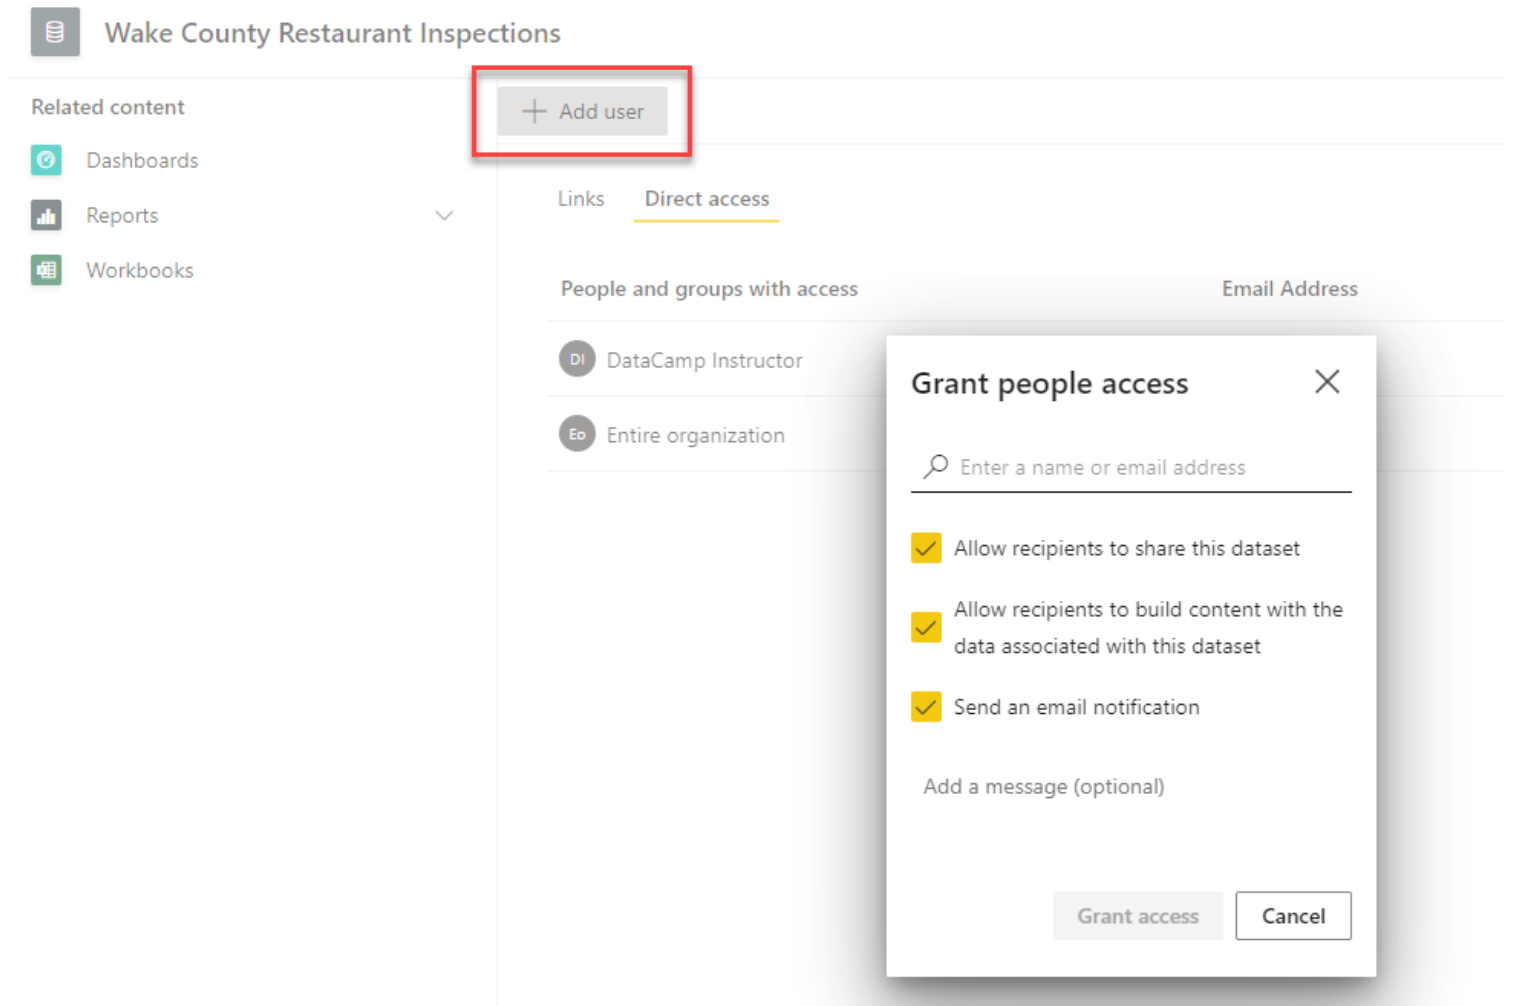 Wake County Restaurant Inspections
Related content
Dashboards
Reports
Workbooks
Add user
Links
Direct access
People and groups with access
Email Address
DI
DataCamp Instructor
Eo
Entire organization
Grant people access
Enter a name or email address
Allow recipients to share this dataset
Allow recipients to build content with the
data associated with this dataset
Send an email notification
Add a message (optional)
Grant access
Cancel